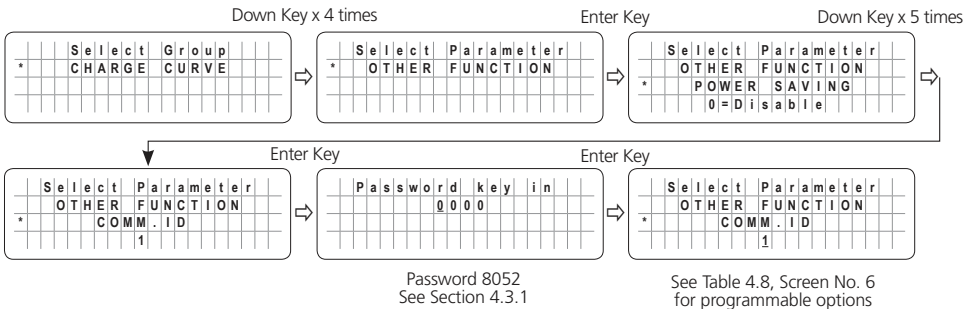 Down Key x 4 times
Enter Key
Down Key x 5 times
Select Group
* CHARGE CURVE
Select Parameter
* OTHER FUNCTION
Select Parameter
OTHER FUNCTION
* POWER SAVING
0=Disable
Enter Key
Enter Key
Select Parameter
OTHER FUNCTION
* COMM.ID
1
Password key in
0000
Select Parameter
OTHER FUNCTION
* COMM.ID
1
Password 8052
See Section 4.3.1
See Table 4.8, Screen No. 6
for programmable options